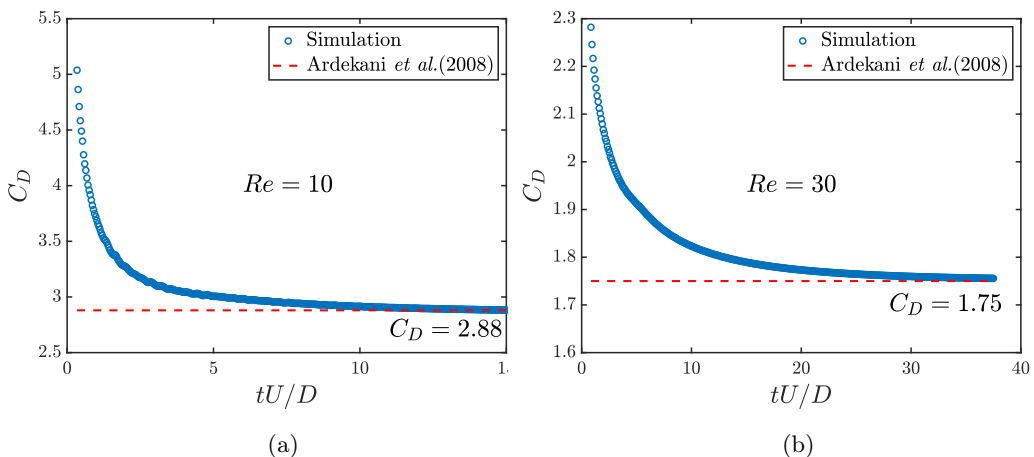 5.5
5
4.5
4
3.5
3
2.5
C_D
Simulation
Ardekani et al.(2008)
Re = 10
C_D = 2.88
0 5 10
tU/D
(a)
2.3
2.2
2.1
2
1.9
1.8
1.7
1.6
C_D
Simulation
Ardekani et al.(2008)
Re = 30
C_D = 1.75
0 10 20 30 40
tU/D
(b)